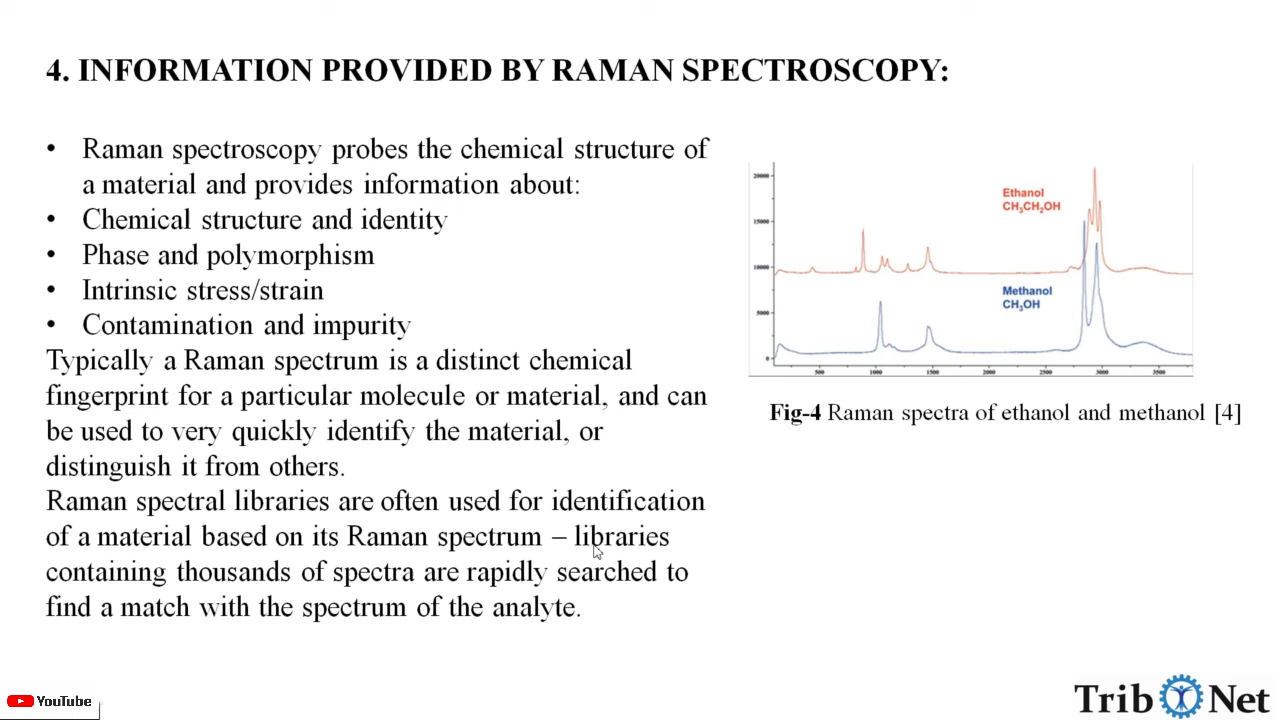 4. INFORMATION PROVIDED BY RAMAN SPECTROSCOPY:
• Raman spectroscopy probes the chemical structure of
a material and provides information about:
• Chemical structure and identity
• Phase and polymorphism
• Intrinsic stress/strain
• Contamination and impurity
Typically a Raman spectrum is a distinct chemical
fingerprint for a particular molecule or material, and can
be used to very quickly identify the material, or
distinguish it from others.
Raman spectral libraries are often used for identification
of a material based on its Raman spectrum – libraries
containing thousands of spectra are rapidly searched to
find a match with the spectrum of the analyte.
20000
15000
10000
5000
0
Ethanol
CH₃CH₂OH
Methanol
CH₃OH
500 1000 1500 2000 2500 3000 3500
Fig-4 Raman spectra of ethanol and methanol [4]
YouTube
Trib Net